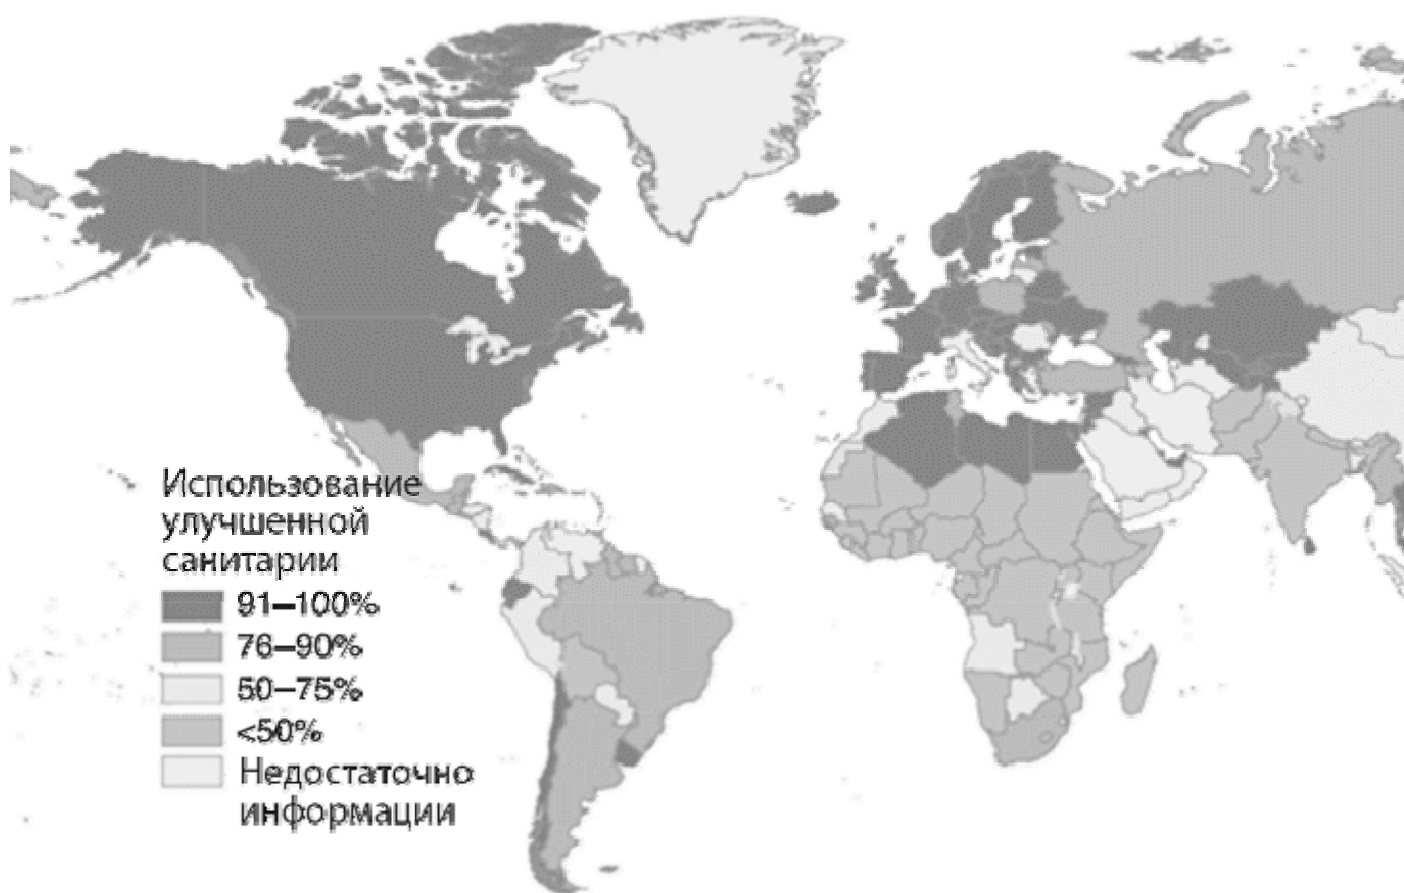 Использование
улучшенной
санитарии
91–100%
76–90%
50–75%
<50%
Недостаточно
информации